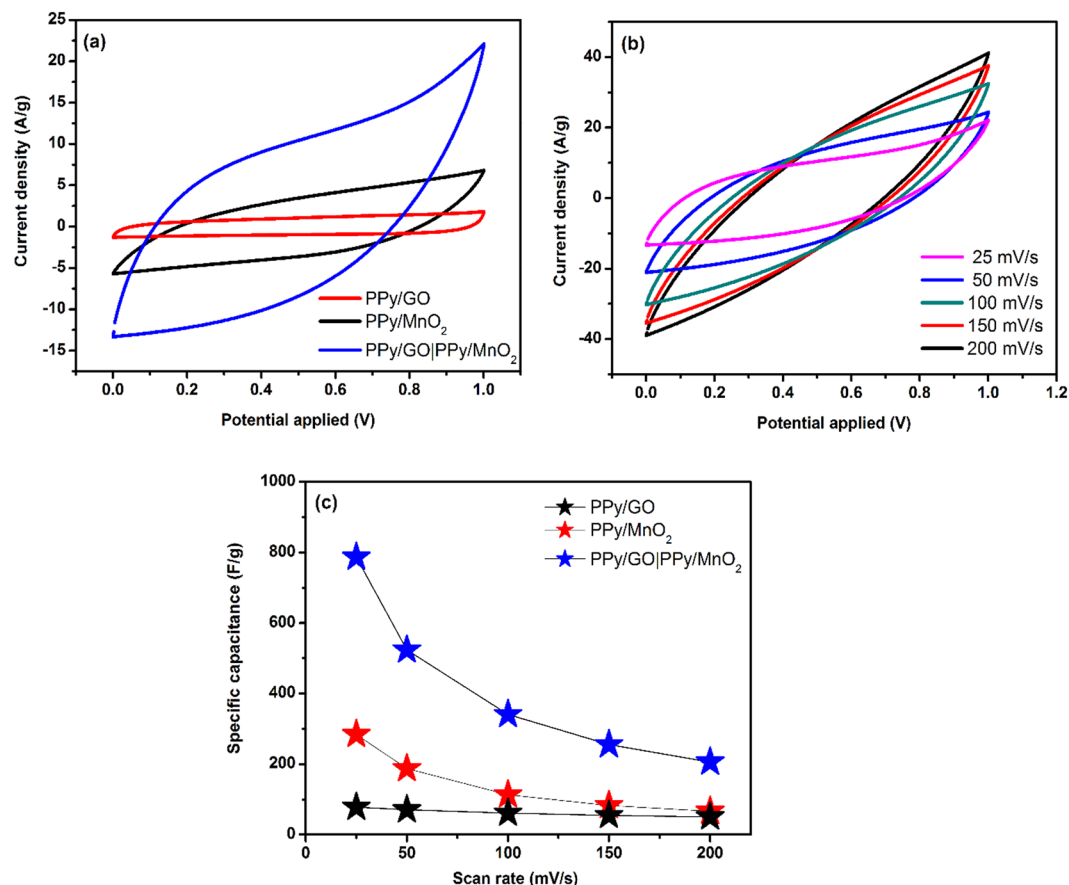 (a)
25
20
15
10
5
0
-5
-10
-15
Current density (A/g)
PPy/GO
PPy/MnO₂
PPy/GO|PPy/MnO₂
0.0 0.2 0.4 0.6 0.8 1.0
Potential applied (V)
(b)
40
20
0
-20
-40
Current density (A/g)
25 mV/s
50 mV/s
100 mV/s
150 mV/s
200 mV/s
0.0 0.2 0.4 0.6 0.8 1.0 1.2
Potential applied (V)
(c)
1000
800
600
400
200
0
Specific capacitance (F/g)
PPy/GO
PPy/MnO₂
PPy/GO|PPy/MnO₂
0 50 100 150 200
Scan rate (mV/s)